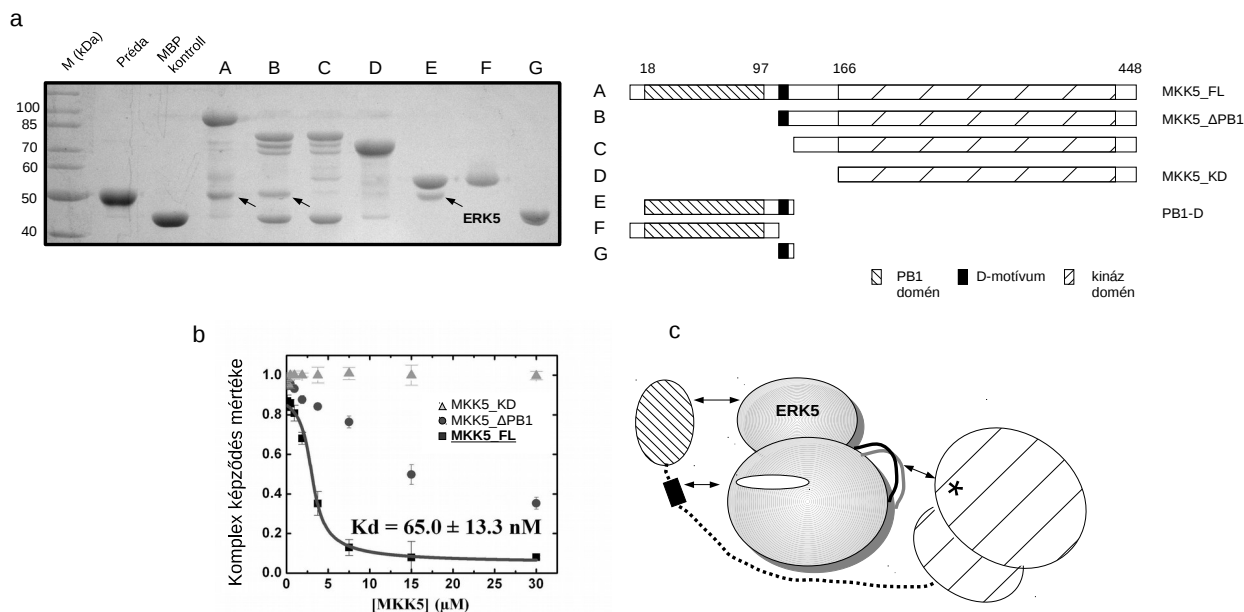 a
M (kDa)
Préda
MBP
kontroll
A
B
C
D
E
F
G
100
85
70
60
50
40
ERK5
18
97
166
448
A
MKK5_FL
B
MKK5_ΔPB1
C
D
MKK5_KD
E
PB1-D
F
G
PB1
domén
D-motívum
kináz
domén
b
Komplex képződés mértéke
1.0
0.8
0.6
0.4
0.2
0.0
MKK5_KD
MKK5_ΔPB1
MKK5_FL
Kd = 65.0 ± 13.3 nM
0
5
10
15
20
25
30
[MKK5] (µM)
c
ERK5
*